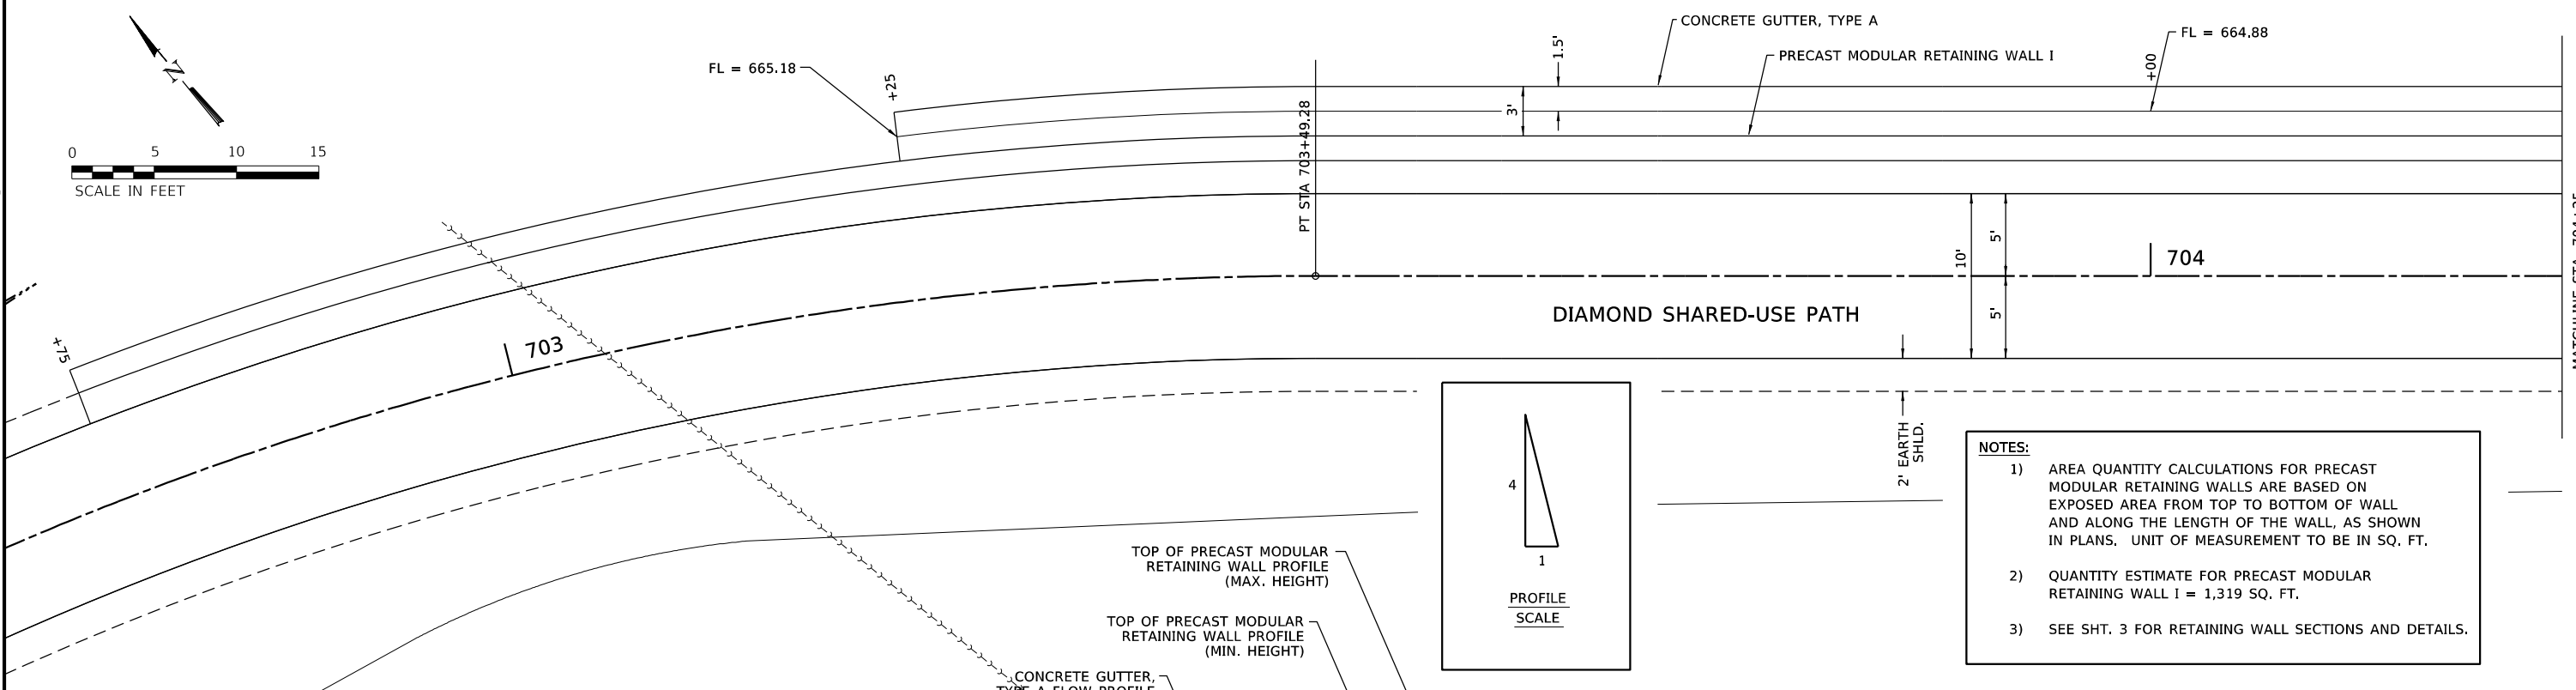 CONCRETE GUTTER, TYPE A
FL = 664.88
1.5'
PRECAST MODULAR RETAINING WALL I
FL = 665.18
+25
+00
N
3'
PT STA 703+49.28
0 5 10 15
SCALE IN FEET
5'
10'
704
5'
DIAMOND SHARED-USE PATH
+75
703
2' EARTH
SHLD.
4
1
PROFILE
SCALE
NOTES:
1) AREA QUANTITY CALCULATIONS FOR PRECAST
MODULAR RETAINING WALLS ARE BASED ON
EXPOSED AREA FROM TOP TO BOTTOM OF WALL
AND ALONG THE LENGTH OF THE WALL, AS SHOWN
IN PLANS. UNIT OF MEASUREMENT TO BE IN SQ. FT.
2) QUANTITY ESTIMATE FOR PRECAST MODULAR
RETAINING WALL I = 1,319 SQ. FT.
3) SEE SHT. 3 FOR RETAINING WALL SECTIONS AND DETAILS.
TOP OF PRECAST MODULAR
RETAINING WALL PROFILE
(MAX. HEIGHT)
TOP OF PRECAST MODULAR
RETAINING WALL PROFILE
(MIN. HEIGHT)
CONCRETE GUTTER,
TYPE A FLOW PROFILE